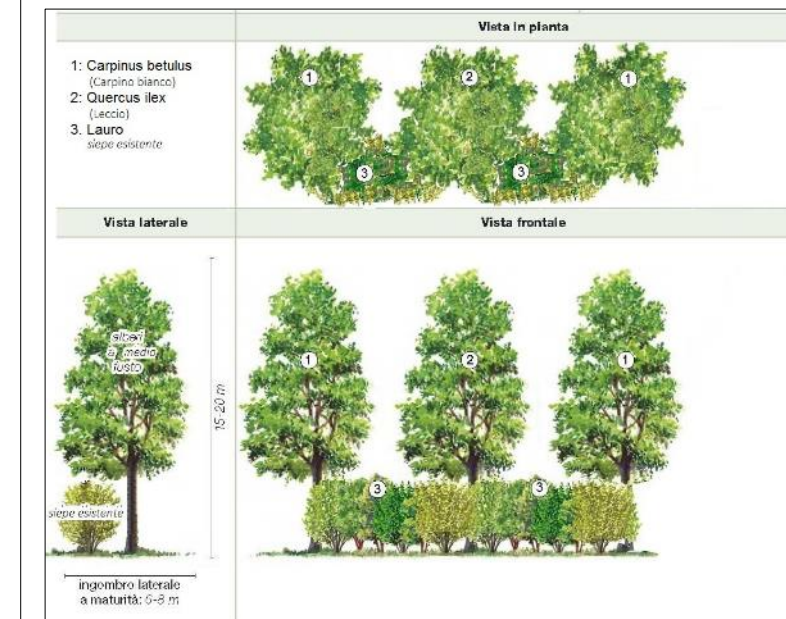 Vista in pianta
1: Carpinus betulus
(Carpino bianco)
2: Quercus ilex
(Leccio)
3. Lauro
siepe esistente
1
2
1
3
3
Vista laterale
Vista frontale
alberi
a medio
fusto
siepe esistente
15-20 m
ingombro laterale
a maturità: 6-8 m
1
2
1
3
3